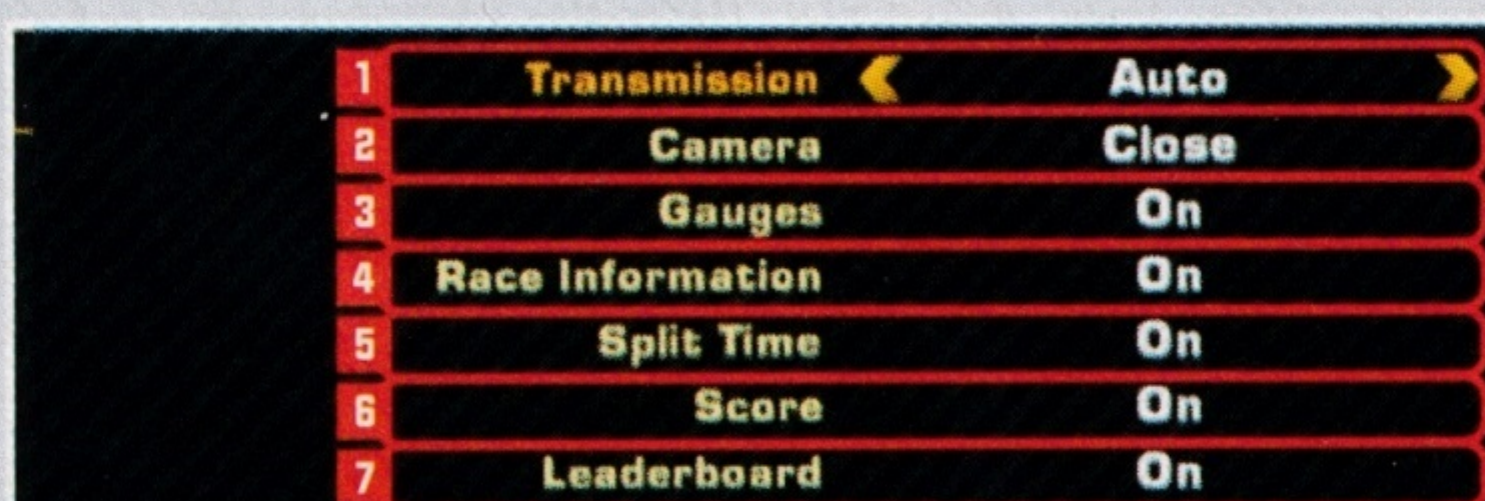 1 Transmission Auto
2 Camera Close
3 Gauges On
4 Race Information On
5 Split Time On
6 Score On
7 Leaderboard On